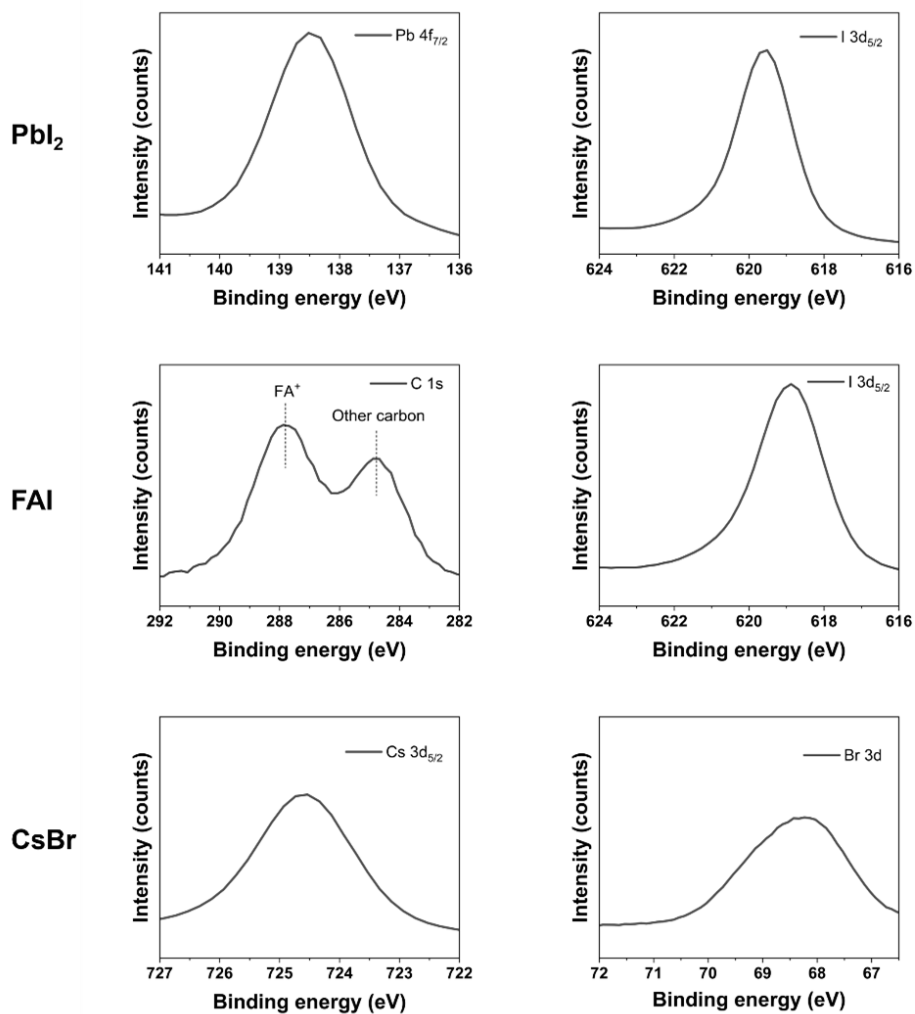 PbI₂
Intensity (counts)
Pb 4f₇/₂
141 140 139 138 137 136
Binding energy (eV)
Intensity (counts)
I 3d₅/₂
624 622 620 618 616
Binding energy (eV)
FAI
Intensity (counts)
FA⁺
C 1s
Other carbon
292 290 288 286 284 282
Binding energy (eV)
Intensity (counts)
I 3d₅/₂
624 622 620 618 616
Binding energy (eV)
CsBr
Intensity (counts)
Cs 3d₅/₂
727 726 725 724 723 722
Binding energy (eV)
Intensity (counts)
Br 3d
72 71 70 69 68 67
Binding energy (eV)